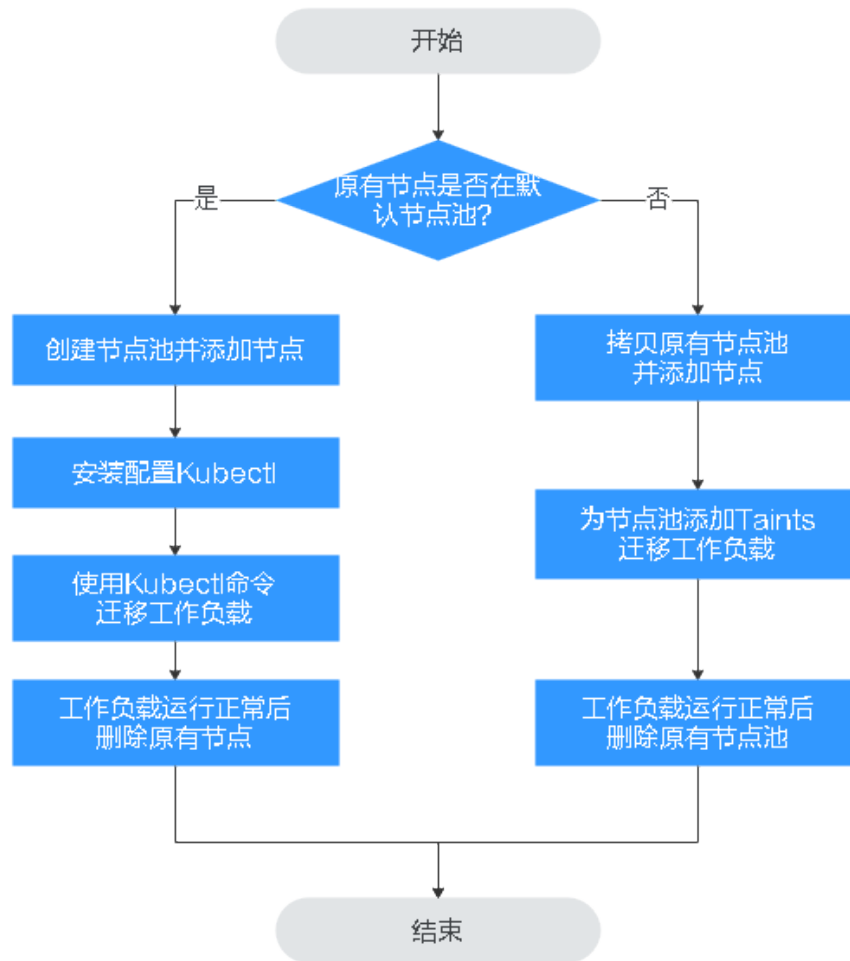 开始
原有节点是否在默
认节点池?
是
否
创建节点池并添加节点
安装配置Kubectl
使用Kubectl命令
迁移工作负载
工作负载运行正常后
删除原有节点
拷贝原有节点池
并添加节点
为节点池添加Taints
迁移工作负载
工作负载运行正常后
删除原有节点池
结束